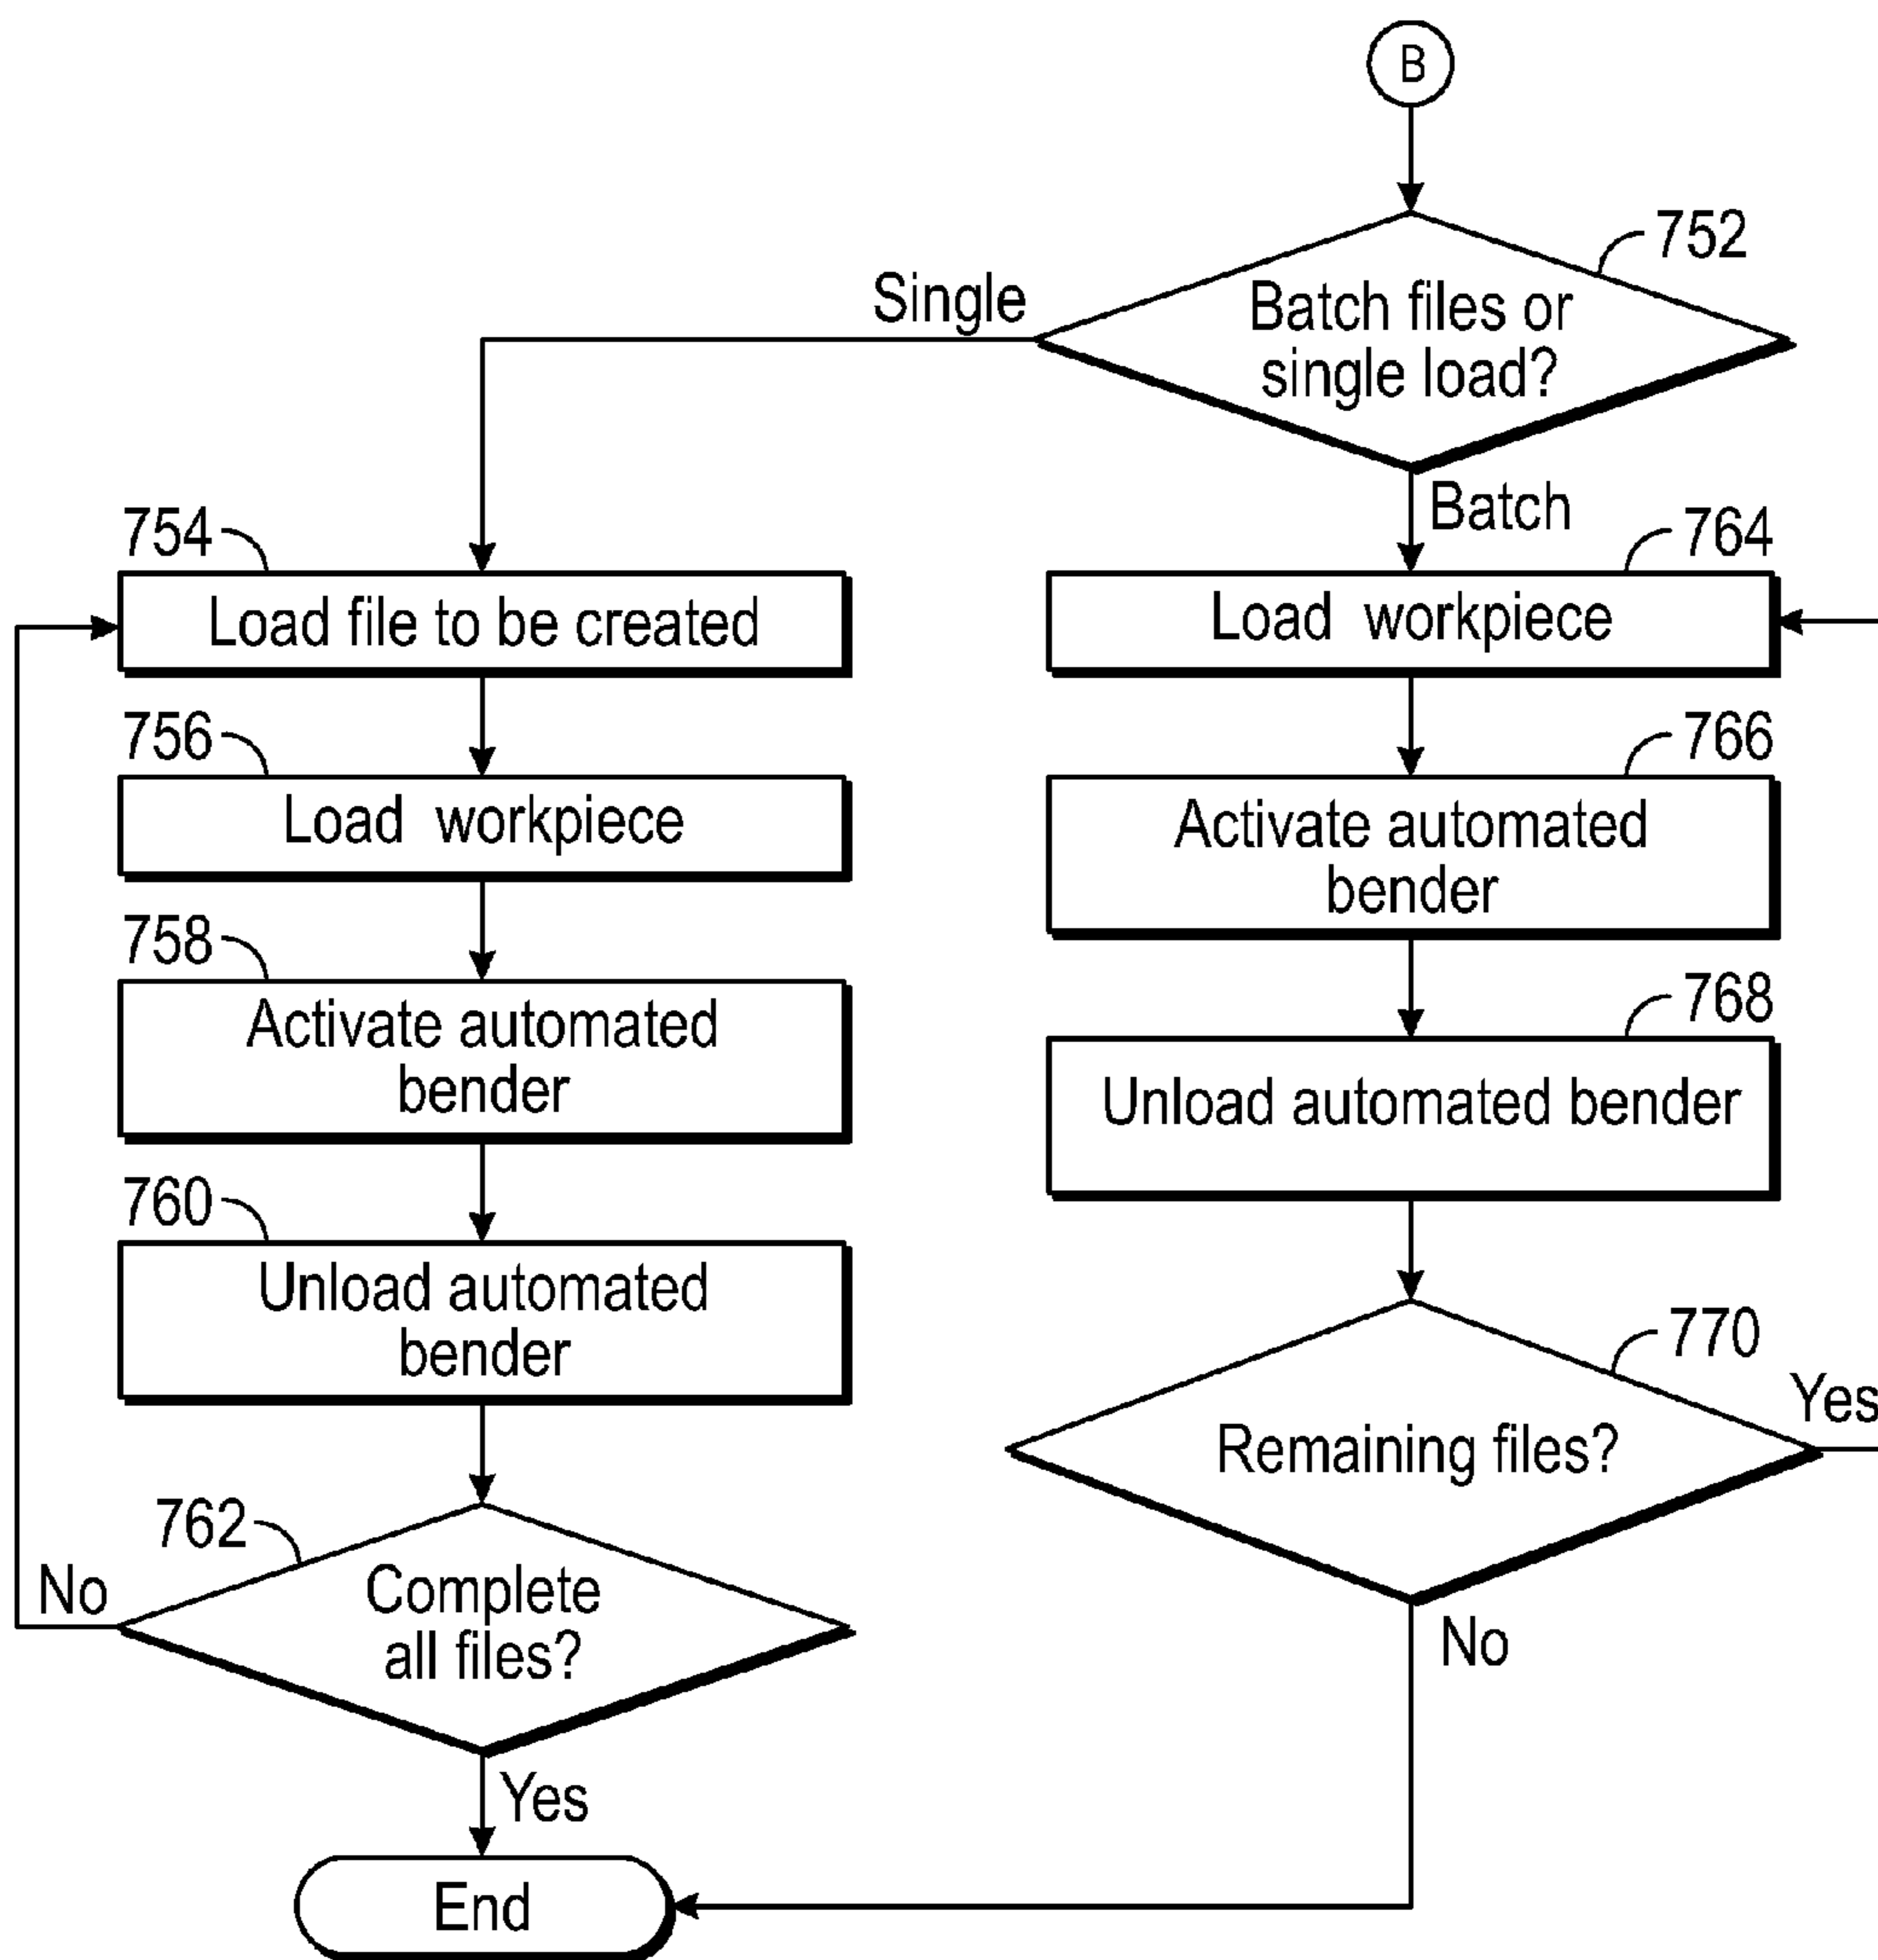 B
752
Batch files or
single load?
Single
Batch
754
Load file to be created
756
Load workpiece
758
Activate automated
bender
760
Unload automated
bender
762
Complete
all files?
No
Yes
End
764
Load workpiece
766
Activate automated
bender
768
Unload automated bender
770
Remaining files?
Yes
No